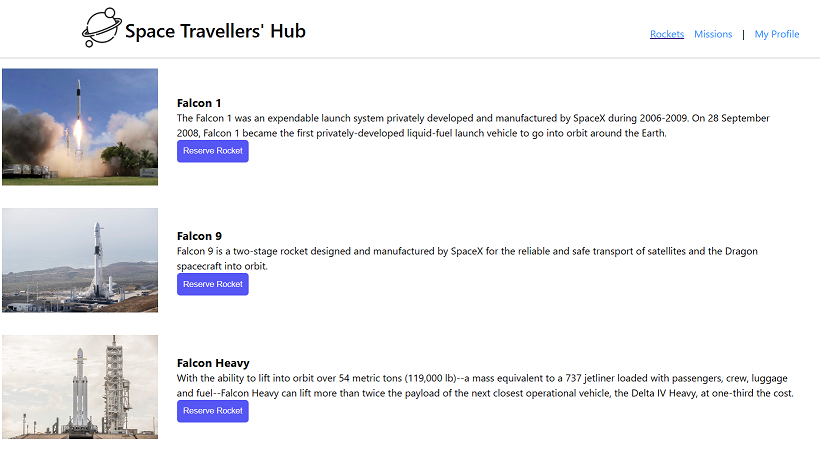 Space Travellers' Hub
Rockets Missions | My Profile
Falcon 1
The Falcon 1 was an expendable launch system privately developed and manufactured by SpaceX during 2006-2009. On 28 September
2008, Falcon 1 became the first privately-developed liquid-fuel launch vehicle to go into orbit around the Earth.
Reserve Rocket
Falcon 9
Falcon 9 is a two-stage rocket designed and manufactured by SpaceX for the reliable and safe transport of satellites and the Dragon
spacecraft into orbit.
Reserve Rocket
Falcon Heavy
With the ability to lift into orbit over 54 metric tons (119,000 lb)--a mass equivalent to a 737 jetliner loaded with passengers, crew, luggage
and fuel--Falcon Heavy can lift more than twice the payload of the next closest operational vehicle, the Delta IV Heavy, at one-third the cost.
Reserve Rocket